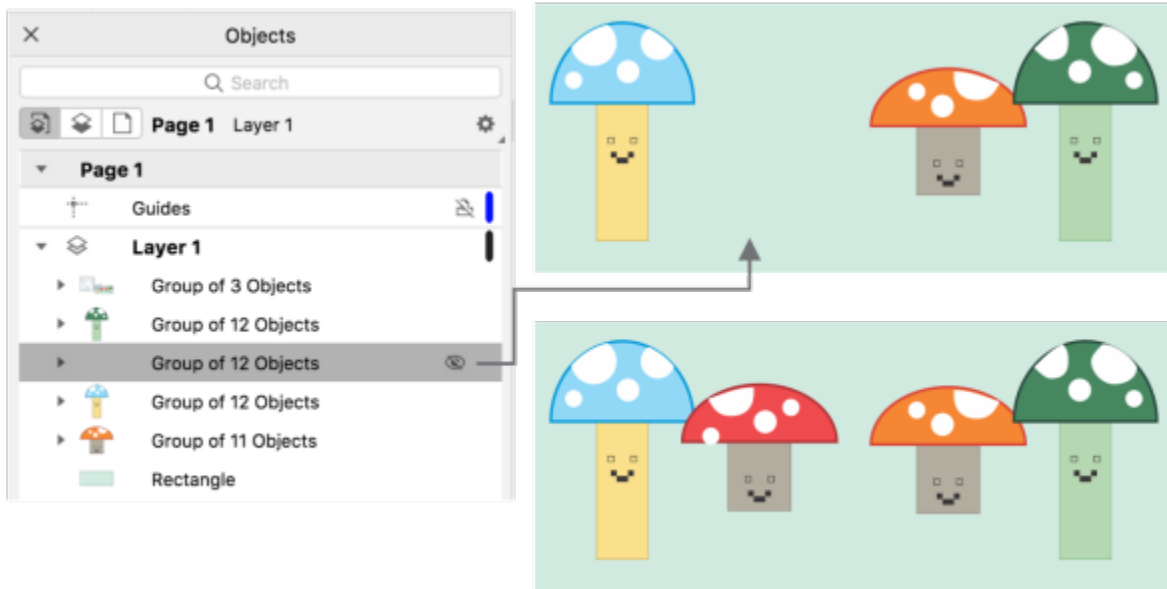 Objects
Search
Page 1 Layer 1
Page 1
Guides
Layer 1
Group of 3 Objects
Group of 12 Objects
Group of 12 Objects
Group of 12 Objects
Group of 11 Objects
Rectangle